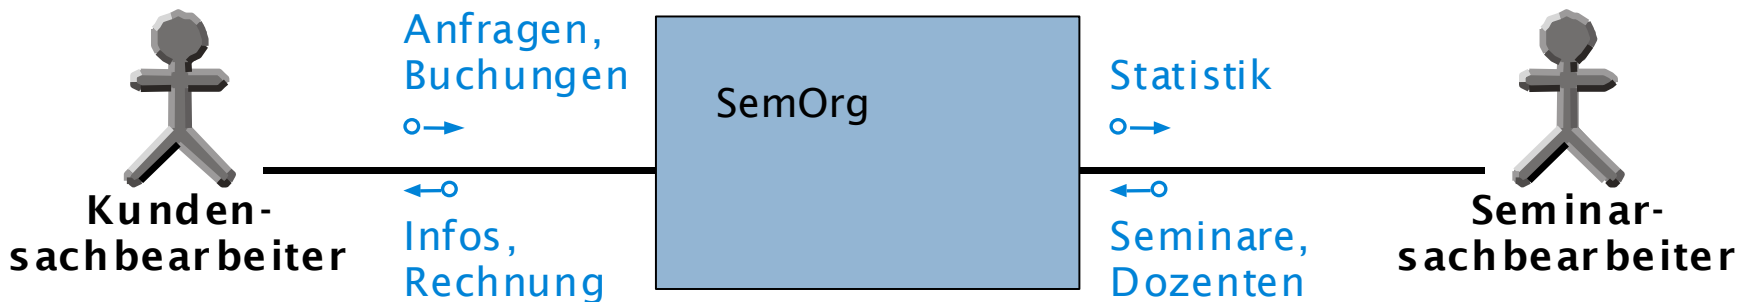 Anfragen,
Buchungen
SemOrg
Statistik
Kunden-
sachbearbeiter
Infos,
Rechnung
Seminare,
Dozenten
Seminar-
sachbearbeiter